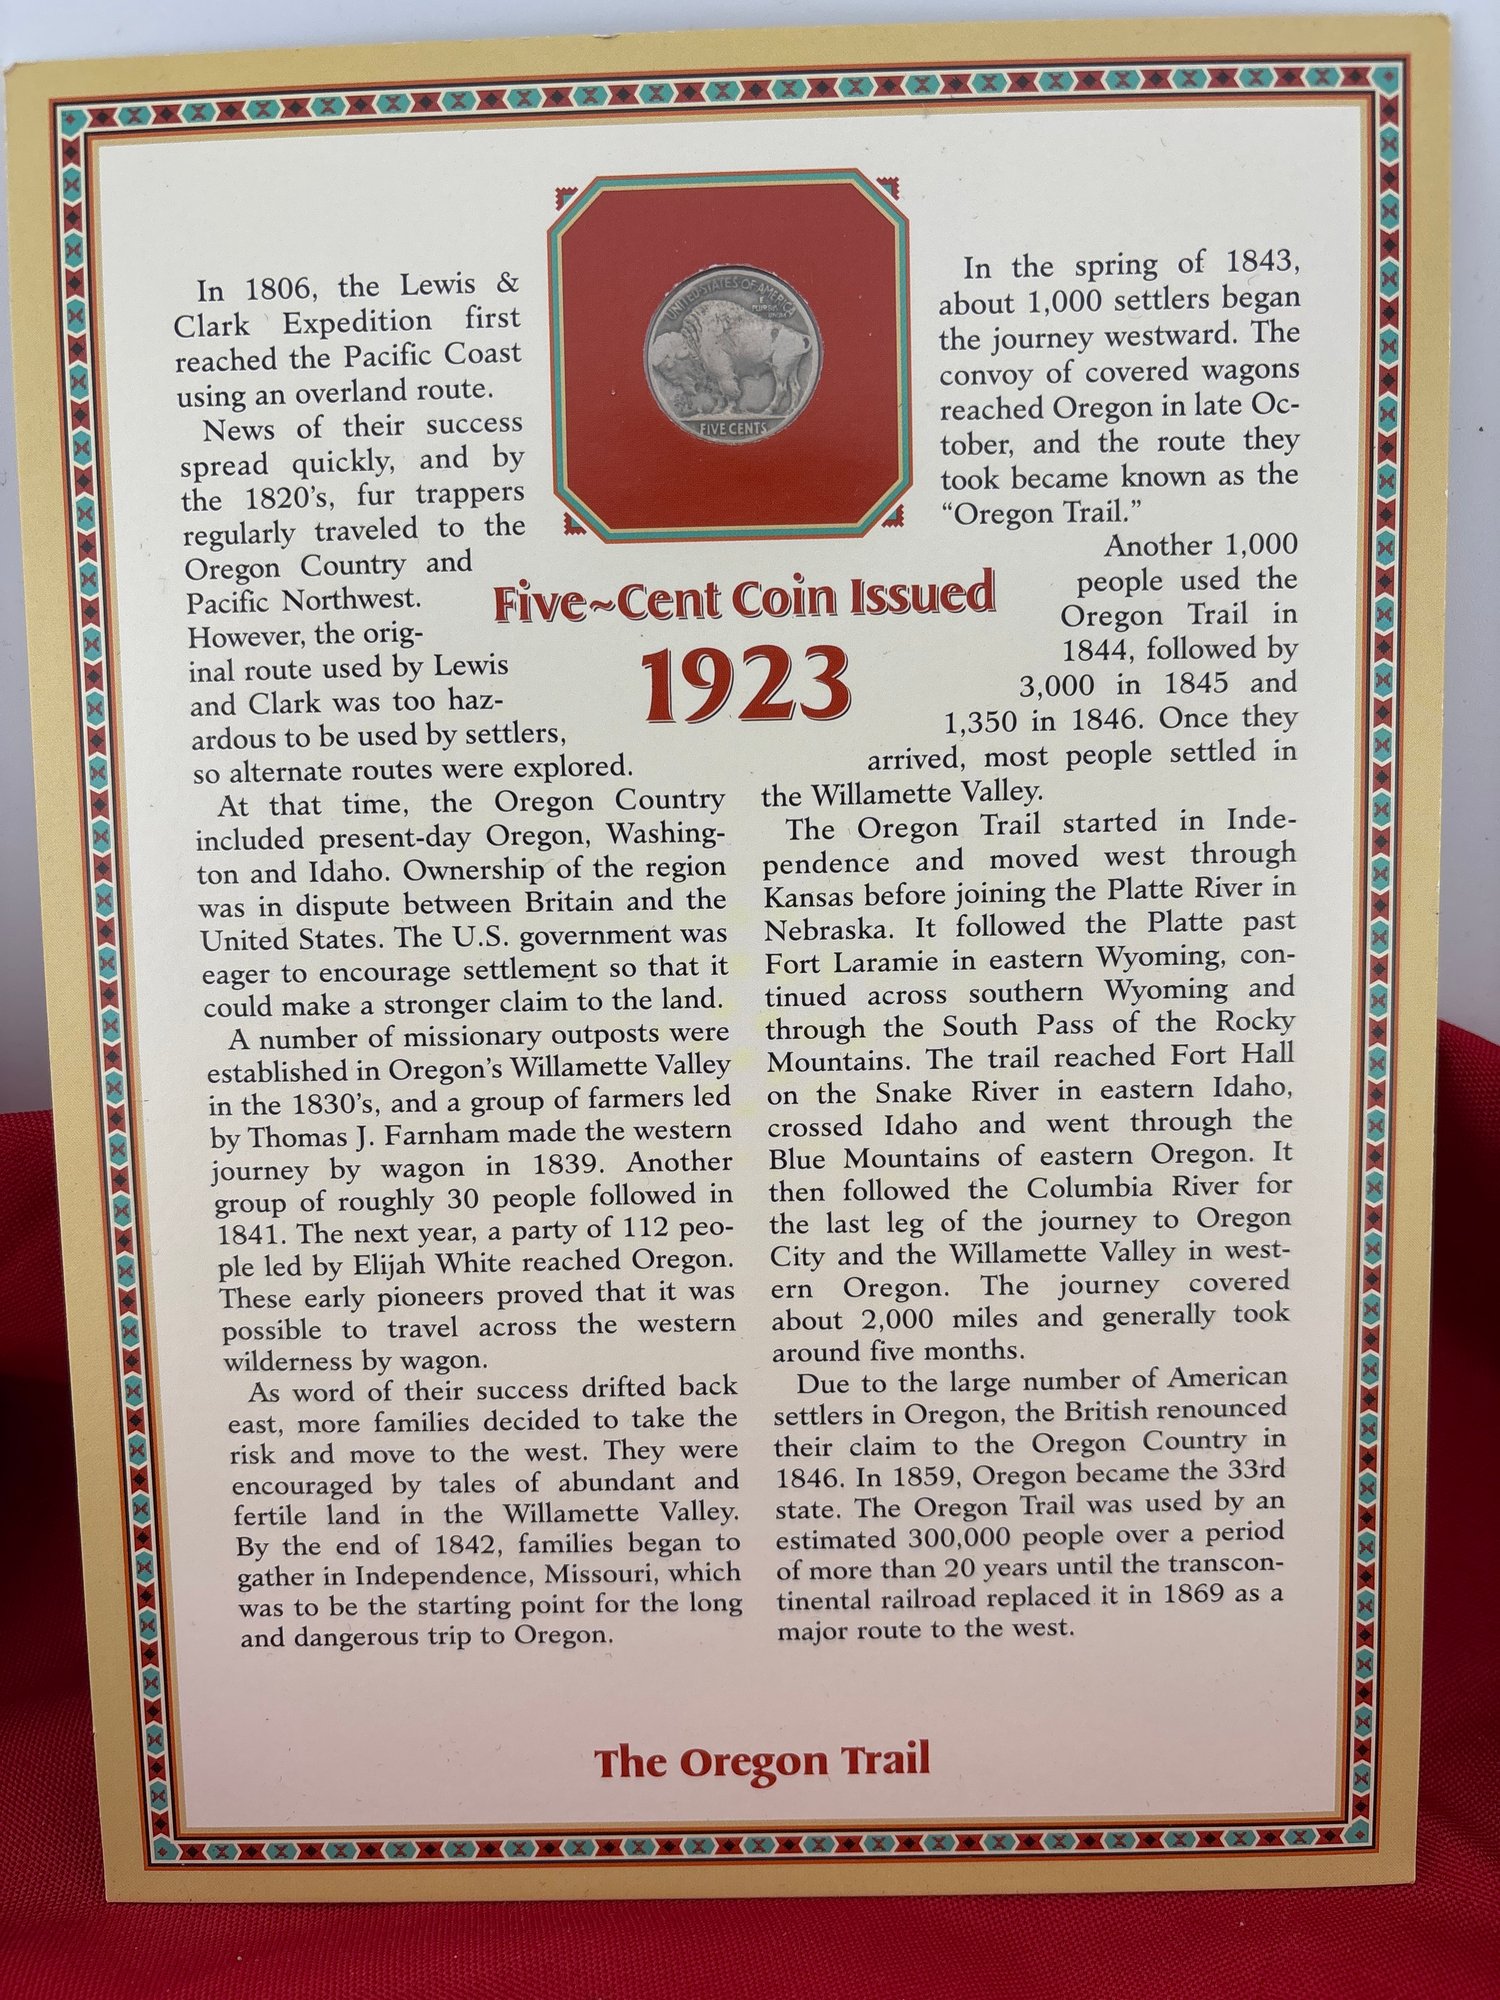 UNITED STATES OF AMERICA
E
PLURIBUS
UNUM
FIVE CENTS
Five~Cent Coin Issued
1923
In 1806, the Lewis &
Clark Expedition first
reached the Pacific Coast
using an overland route.
News of their success
spread quickly, and by
the 1820's, fur trappers
regularly traveled to the
Oregon Country and
Pacific Northwest.
However, the orig-
inal route used by Lewis
and Clark was too haz-
ardous to be used by settlers,
so alternate routes were explored.
At that time, the Oregon Country
included present-day Oregon, Washing-
ton and Idaho. Ownership of the region
was in dispute between Britain and the
United States. The U.S. government was
eager to encourage settlement so that it
could make a stronger claim to the land.
A number of missionary outposts were
established in Oregon's Willamette Valley
in the 1830's, and a group of farmers led
by Thomas J. Farnham made the western
journey by wagon in 1839. Another
group of roughly 30 people followed in
1841. The next year, a party of 112 peo-
ple led by Elijah White reached Oregon.
These early pioneers proved that it was
possible to travel across the western
wilderness by wagon.
As word of their success drifted back
east, more families decided to take the
risk and move to the west. They were
encouraged by tales of abundant and
fertile land in the Willamette Valley.
By the end of 1842, families began to
gather in Independence, Missouri, which
was to be the starting point for the long
and dangerous trip to Oregon.
In the spring of 1843,
about 1,000 settlers began
the journey westward. The
convoy of covered wagons
reached Oregon in late Oc-
tober, and the route they
took became known as the
“Oregon Trail.”
Another 1,000
people used the
Oregon Trail in
1844, followed by
3,000 in 1845 and
1,350 in 1846. Once they
arrived, most people settled in
the Willamette Valley.
The Oregon Trail started in Inde-
pendence and moved west through
Kansas before joining the Platte River in
Nebraska. It followed the Platte past
Fort Laramie in eastern Wyoming, con-
tinued across southern Wyoming and
through the South Pass of the Rocky
Mountains. The trail reached Fort Hall
on the Snake River in eastern Idaho,
crossed Idaho and went through the
Blue Mountains of eastern Oregon. It
then followed the Columbia River for
the last leg of the journey to Oregon
City and the Willamette Valley in west-
ern Oregon. The journey covered
about 2,000 miles and generally took
around five months.
Due to the large number of American
settlers in Oregon, the British renounced
their claim to the Oregon Country in
1846. In 1859, Oregon became the 33rd
state. The Oregon Trail was used by an
estimated 300,000 people over a period
of more than 20 years until the transcon-
tinental railroad replaced it in 1869 as a
major route to the west.
The Oregon Trail